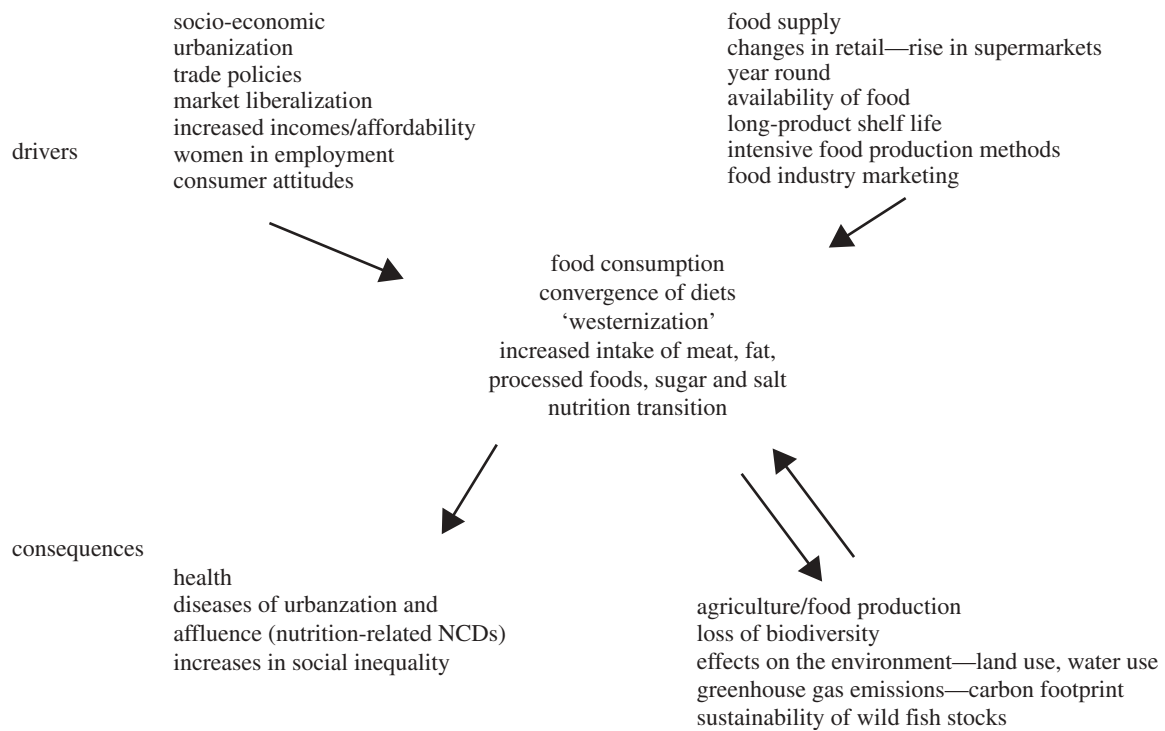 socio-economic
urbanization
trade policies
market liberalization
increased incomes/affordability
women in employment
consumer attitudes
food supply
changes in retail—rise in supermarkets
year round
availability of food
long-product shelf life
intensive food production methods
food industry marketing
drivers
food consumption
convergence of diets
‘westernization’
increased intake of meat, fat,
processed foods, sugar and salt
nutrition transition
consequences
health
diseases of urbanzation and
affluence (nutrition-related NCDs)
increases in social inequality
agriculture/food production
loss of biodiversity
effects on the environment—land use, water use
greenhouse gas emissions—carbon footprint
sustainability of wild fish stocks